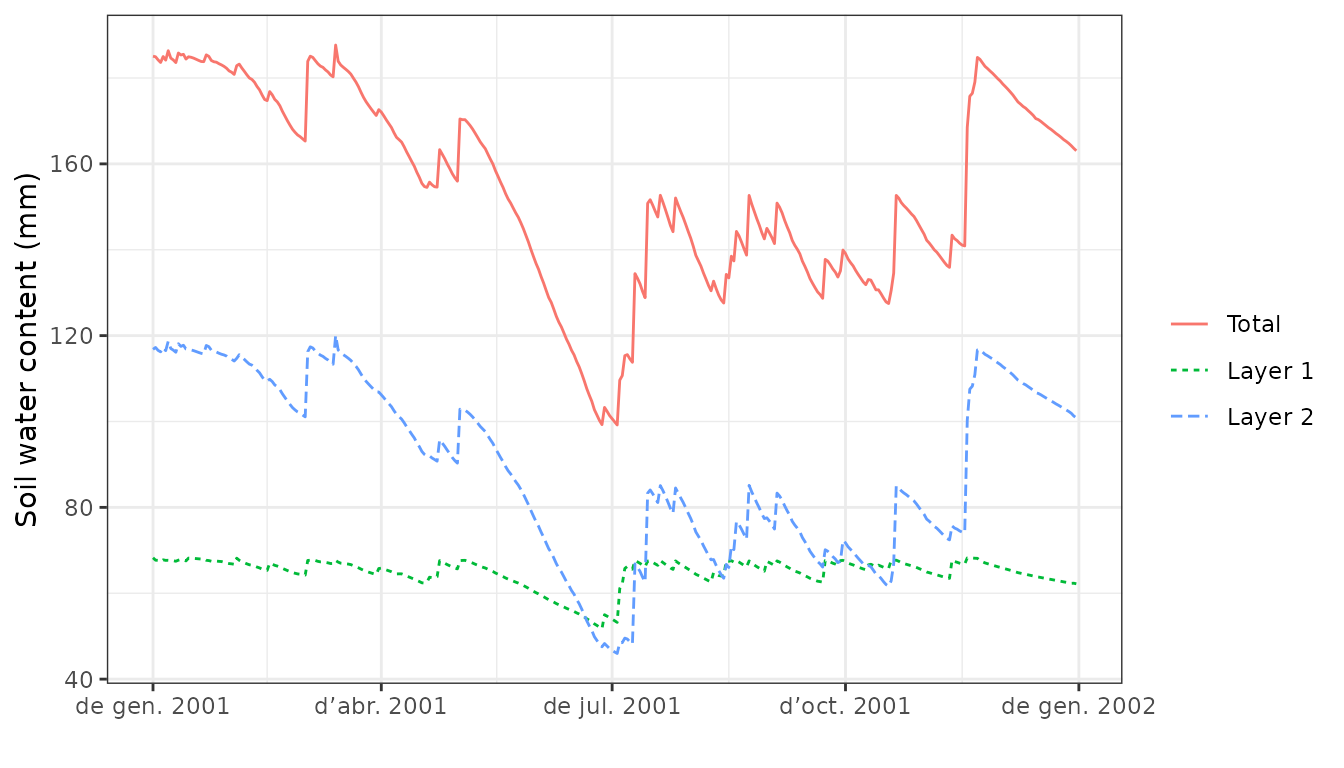 Soil water content (mm)
160
120
80
40
de gen. 2001
d’abr. 2001
de jul. 2001
d’oct. 2001
de gen. 2002
Total
Layer 1
Layer 2